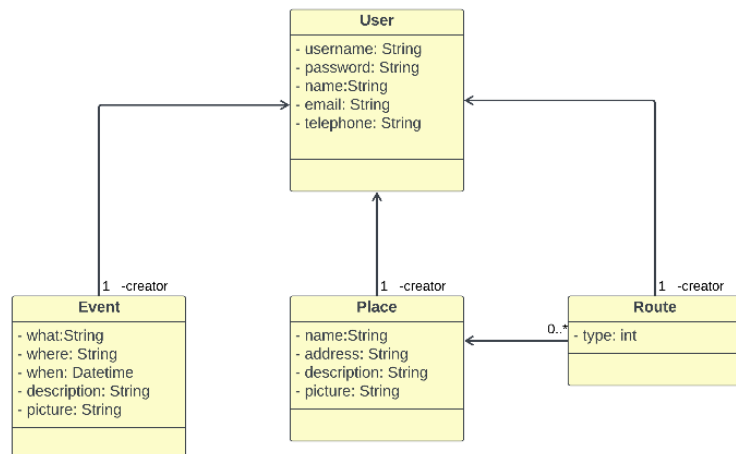 User
- username: String
- password: String
- name:String
- email: String
- telephone: String
1 -creator
1 -creator
1 -creator
Event
- what:String
- where: String
- when: Datetime
- description: String
- picture: String
Place
- name:String
- address: String
- description: String
- picture: String
0..*
Route
- type: int